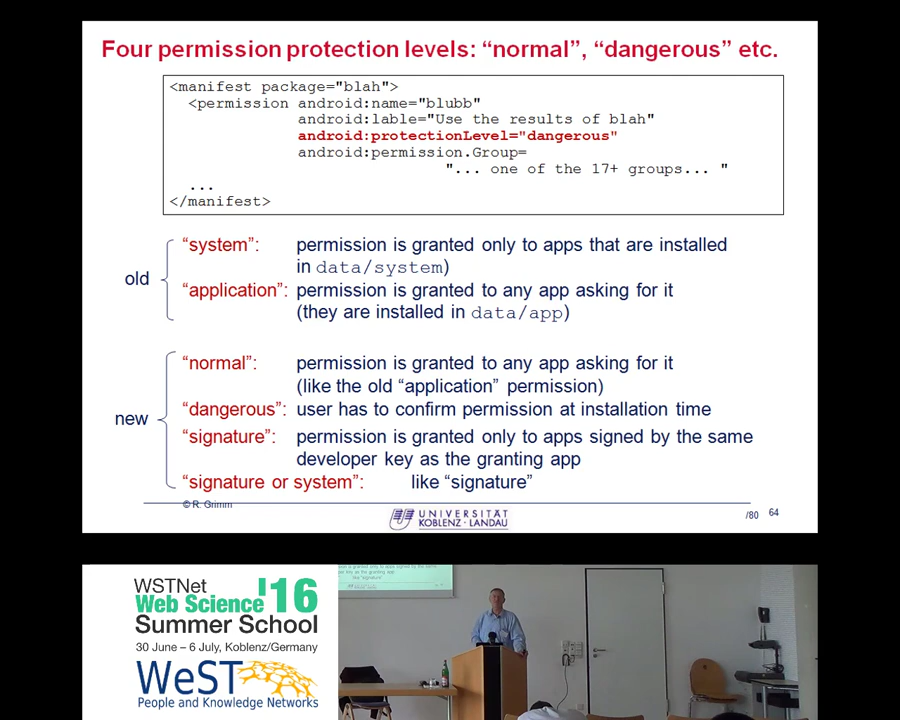 Four permission protection levels: “normal”, “dangerous” etc.
<manifest package="blah">
<permission android:name="blubb"
android:lable="Use the results of blah"
android:protectionLevel="dangerous"
android:permission.Group=
"... one of the 17+ groups... "
...
</manifest>
old
“system”: permission is granted only to apps that are installed
in data/system)
“application”: permission is granted to any app asking for it
(they are installed in data/app)
new
“normal”: permission is granted to any app asking for it
(like the old “application” permission)
“dangerous”: user has to confirm permission at installation time
“signature”: permission is granted only to apps signed by the same
developer key as the granting app
“signature or system”: like “signature”
© R. Grimm
UNIVERSITÄT
KOBLENZ · LANDAU
/80 64
WSTNet
Web Science '16
Summer School
30 June – 6 July, Koblenz/Germany
WeST
People and Knowledge Networks